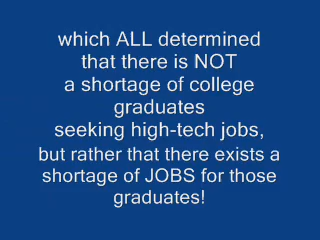 which ALL determined
that there is NOT
a shortage of college
graduates
seeking high-tech jobs,
but rather that there exists a
shortage of JOBS for those
graduates!